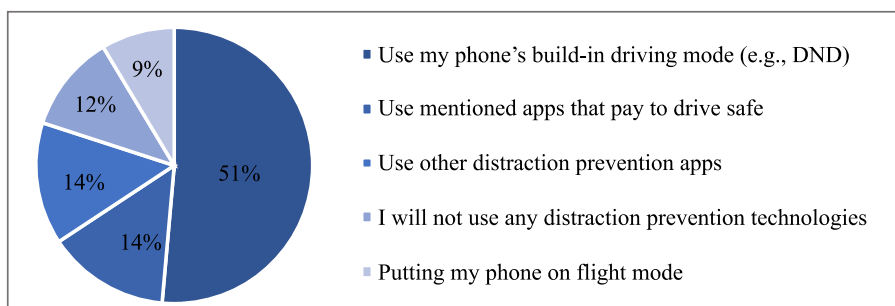 9%
12%
14%
14%
51%
Use my phone's build-in driving mode (e.g., DND)
Use mentioned apps that pay to drive safe
Use other distraction prevention apps
I will not use any distraction prevention technologies
Putting my phone on flight mode